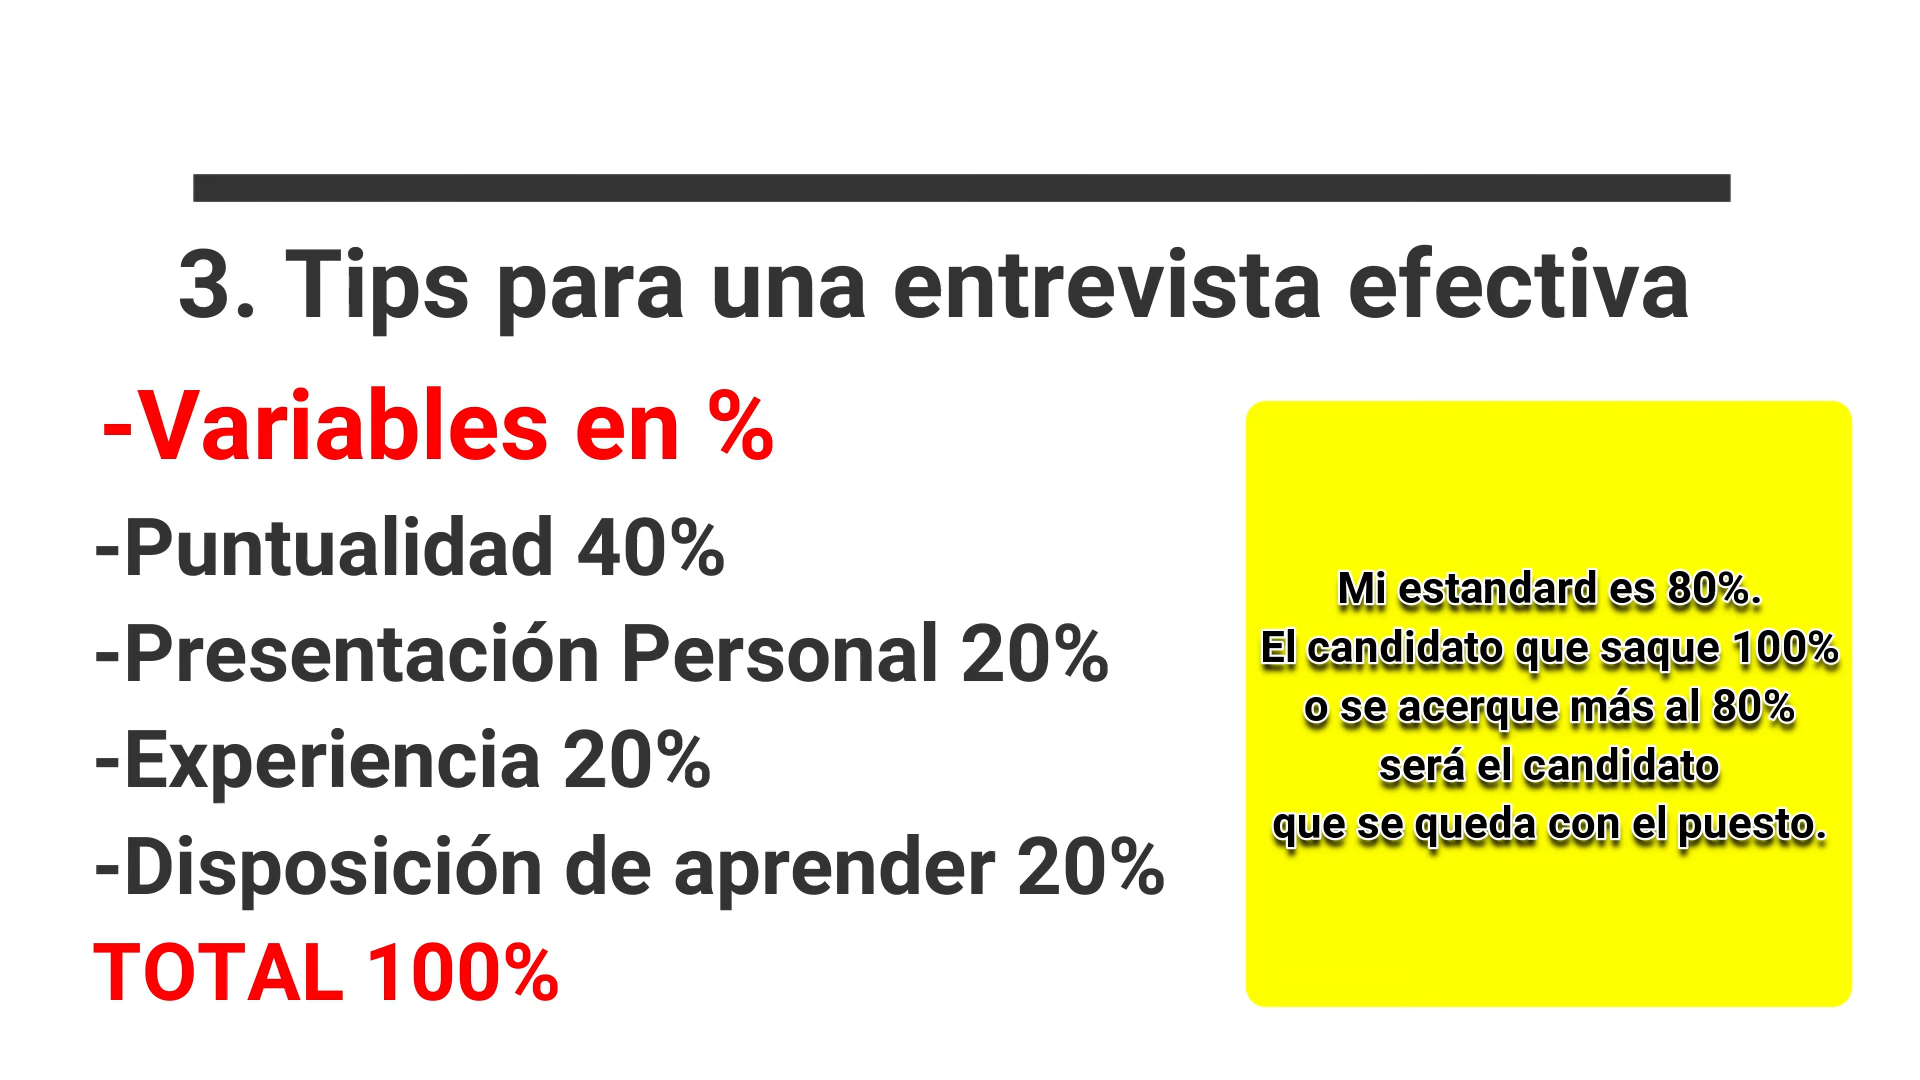 3. Tips para una entrevista efectiva
-Variables en %
-Puntualidad 40%
-Presentación Personal 20%
-Experiencia 20%
-Disposición de aprender 20%
TOTAL 100%
Mi estandard es 80%.
El candidato que saque 100%
o se acerque más al 80%
será el candidato
que se queda con el puesto.